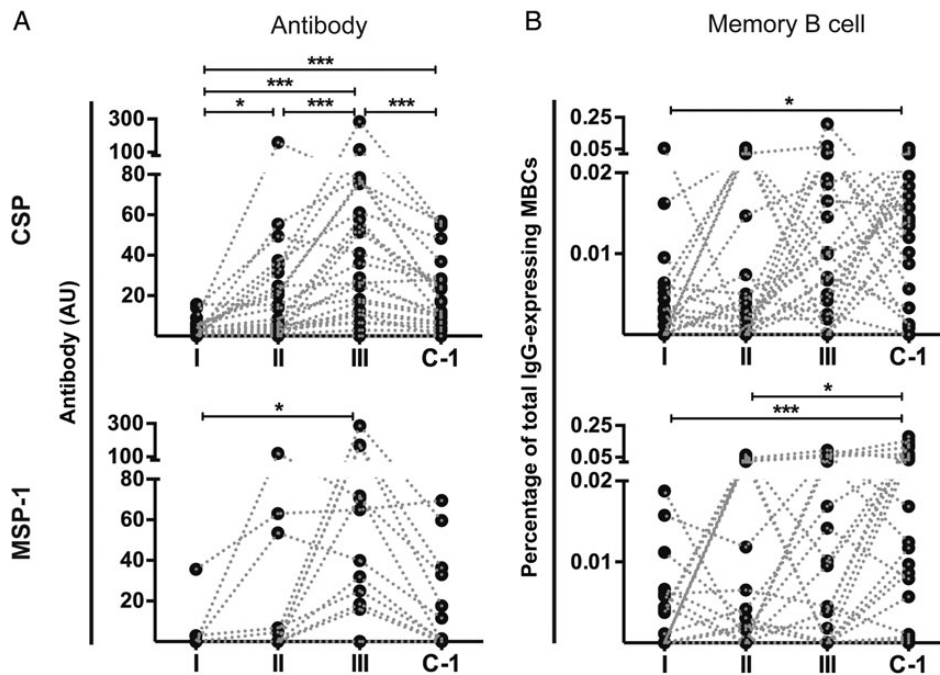 A
Antibody
B
Memory B cell
Antibody (AU)
CSP
***
***
* *** ***
300
100
80
60
40
20
I II III C-1
MSP-1
*
300
100
80
60
40
20
I II III C-1
Percentage of total IgG-expressing MBCs
*
0.25
0.05
0.02
0.01
I II III C-1
*
***
0.25
0.05
0.02
0.01
I II III C-1